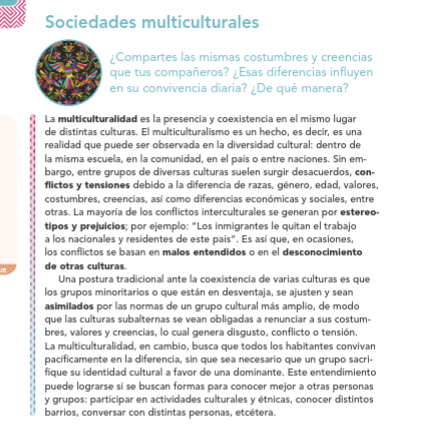 Sociedades multiculturales
¿Compartes las mismas costumbres y creencias
que tus compañeros? ¿Esas diferencias influyen
en su convivencia diaria? ¿De qué manera?
La multiculturalidad es la presencia y coexistencia en el mismo lugar
de distintas culturas. El multiculturalismo es un hecho, es decir, es una
realidad que puede ser observada en la diversidad cultural: dentro de
la misma escuela, en la comunidad, en el país o entre naciones. Sin em-
bargo, entre grupos de diversas culturas suelen surgir desacuerdos, con-
flictos y tensiones debido a la diferencia de razas, género, edad, valores,
costumbres, creencias, así como diferencias económicas y sociales, entre
otras. La mayoría de los conflictos interculturales se generan por estereo-
tipos y prejuicios; por ejemplo: "Los inmigrantes le quitan el trabajo
a los nacionales y residentes de este país". Es así que, en ocasiones,
los conflictos se basan en malos entendidos o en el desconocimiento
de otras culturas.
Una postura tradicional ante la coexistencia de varias culturas es que
los grupos minoritarios o que están en desventaja, se ajusten y sean
asimilados por las normas de un grupo cultural más amplio, de modo
que las culturas subalternas se vean obligadas a renunciar a sus costum-
bres, valores y creencias, lo cual genera disgusto, conflicto o tensión.
La multiculturalidad, en cambio, busca que todos los habitantes convivan
pacíficamente en la diferencia, sin que sea necesario que un grupo sacri-
fique su identidad cultural a favor de una dominante. Este entendimiento
puede lograrse si se buscan formas para conocer mejor a otras personas
y grupos: participar en actividades culturales y étnicas, conocer distintos
barrios, conversar con distintas personas, etcétera.